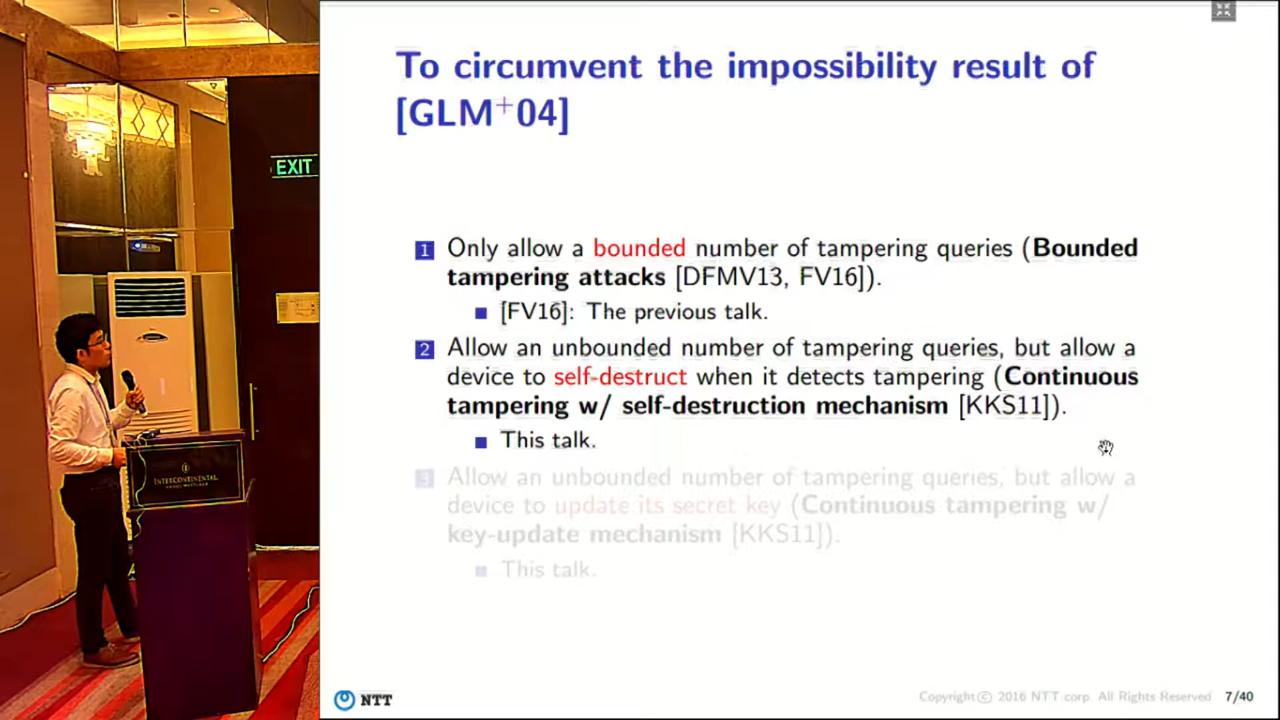 EXIT
INTERCONTINENTAL
To circumvent the impossibility result of
[GLM+04]
1 Only allow a bounded number of tampering queries (Bounded
tampering attacks [DFMV13, FV16]).
[FV16]: The previous talk.
2 Allow an unbounded number of tampering queries, but allow a
device to self-destruct when it detects tampering (Continuous
tampering w/ self-destruction mechanism [KKS11]).
This talk.
3 Allow an unbounded number of tampering queries, but allow a
device to update its secret key (Continuous tampering w/
key-update mechanism [KKS11]).
This talk.
NTT
Copyright© 2016 NTT corp. All Rights Reserved 7/40